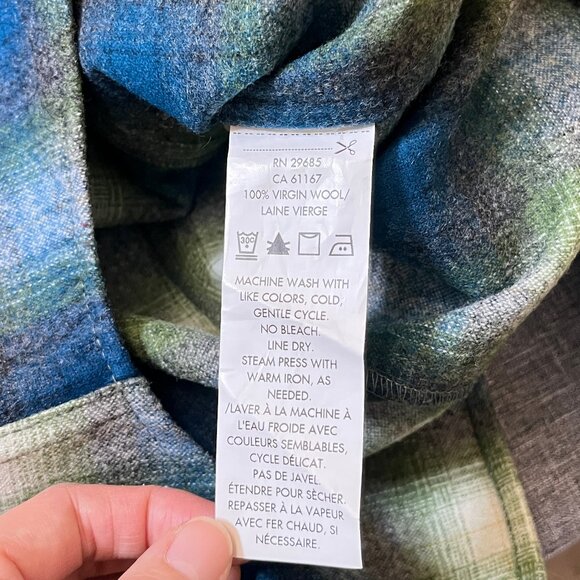 RN 29685
CA 61167
100% VIRGIN WOOL/
LAINE VIERGE
30C
MACHINE WASH WITH
LIKE COLORS, COLD,
GENTLE CYCLE.
NO BLEACH.
LINE DRY.
STEAM PRESS WITH
WARM IRON, AS
NEEDED.
/LAVER À LA MACHINE À
L'EAU FROIDE AVEC
COULEURS SEMBLABLES,
CYCLE DÉLICAT.
PAS DE JAVEL.
ÉTENDRE POUR SÈCHER.
REPASSER À LA VAPEUR
AVEC FER CHAUD, SI
NÉCESSAIRE.